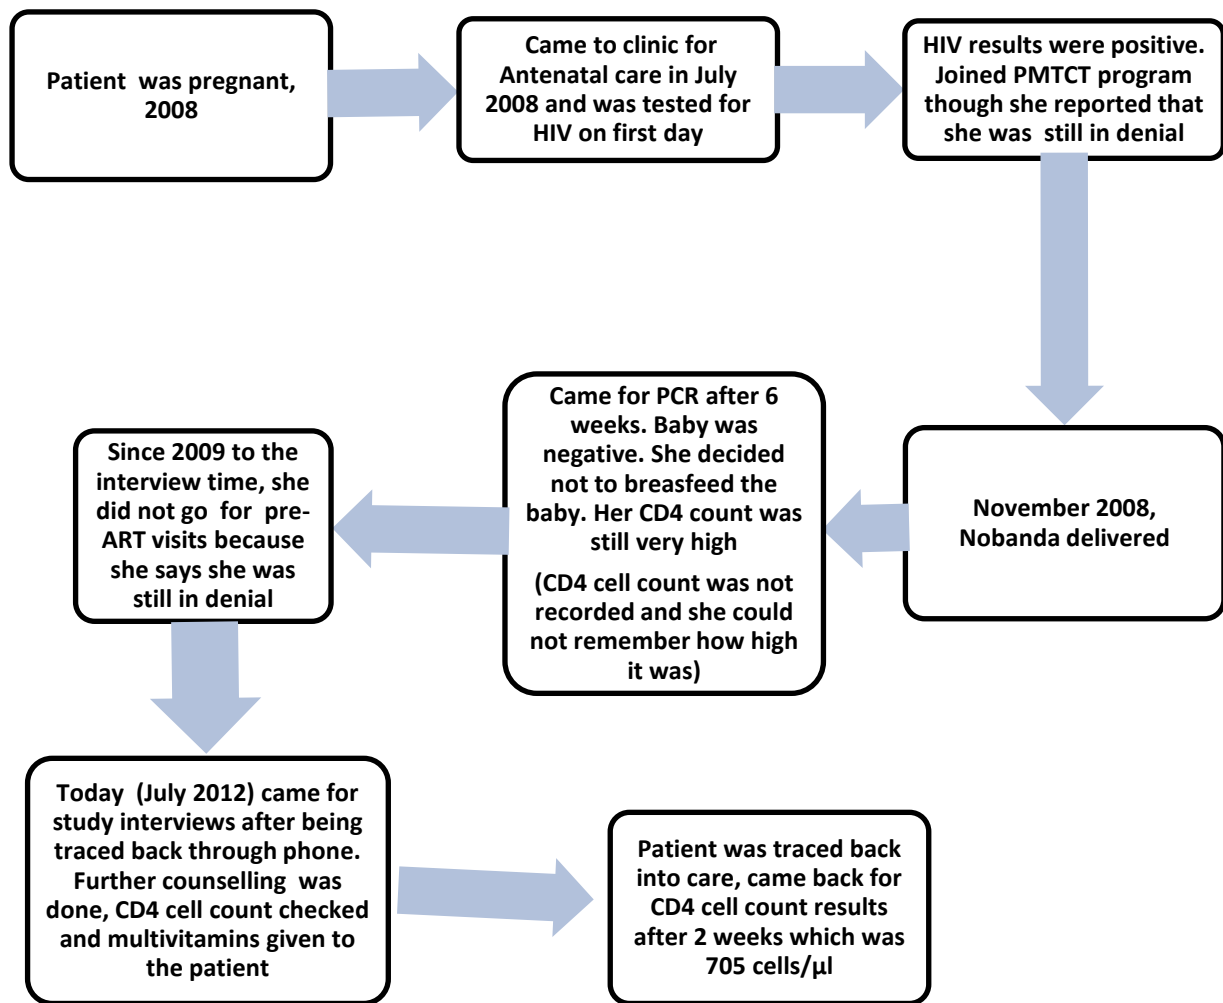 Patient was pregnant,
2008
Came to clinic for
Antenatal care in July
2008 and was tested for
HIV on first day
HIV results were positive.
Joined PMTCT program
though she reported that
she was still in denial
November 2008,
Nobanda delivered
Came for PCR after 6
weeks. Baby was
negative. She decided
not to breasfeed the
baby. Her CD4 count was
still very high
(CD4 cell count was not
recorded and she could
not remember how high
it was)
Since 2009 to the
interview time, she
did not go for pre-
ART visits because
she says she was
still in denial
Today (July 2012) came for
study interviews after being
traced back through phone.
Further counselling was
done, CD4 cell count checked
and multivitamins given to
the patient
Patient was traced back
into care, came back for
CD4 cell count results
after 2 weeks which was
705 cells/µl